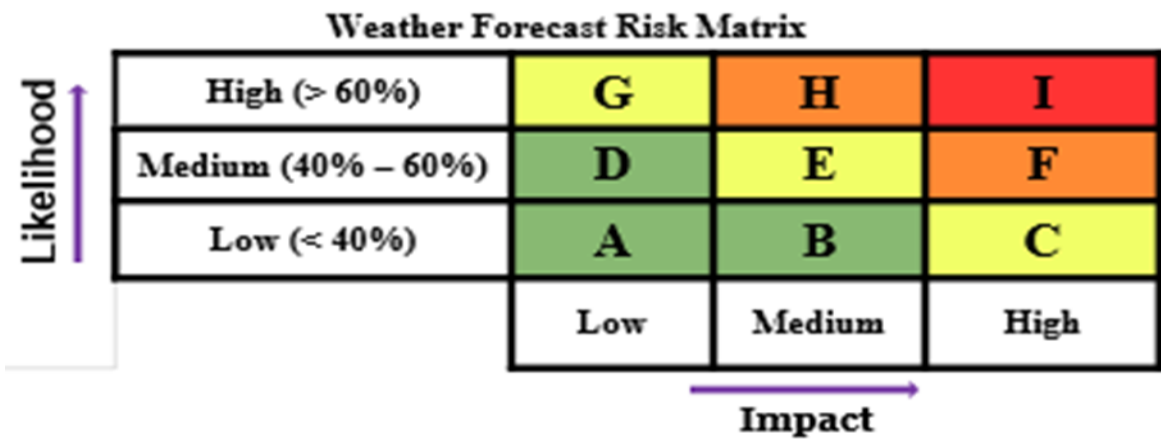 Weather Forecast Risk Matrix
Likelihood
High (> 60%) G H I
Medium (40% – 60%) D E F
Low (< 40%) A B C
Low Medium High
Impact